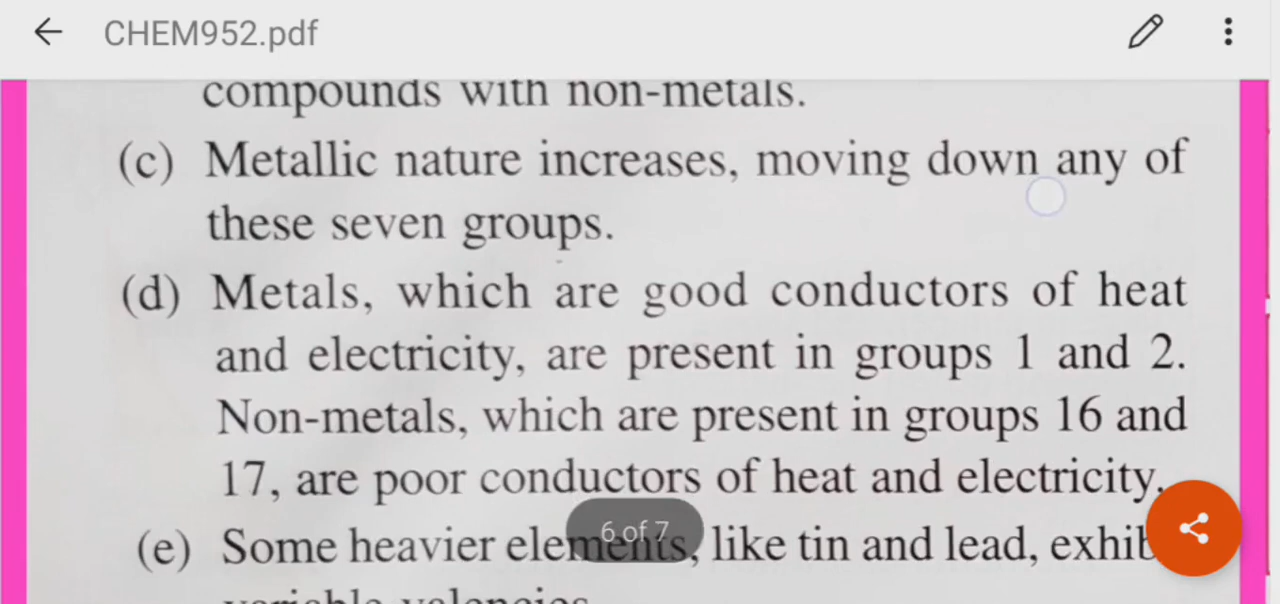 CHEM952.pdf
compounds with non-metals.
(c) Metallic nature increases, moving down any of
these seven groups.
(d) Metals, which are good conductors of heat
and electricity, are present in groups 1 and 2.
Non-metals, which are present in groups 16 and
17, are poor conductors of heat and electricity.
6 of 7
(e) Some heavier elements, like tin and lead, exhib
variable valencies